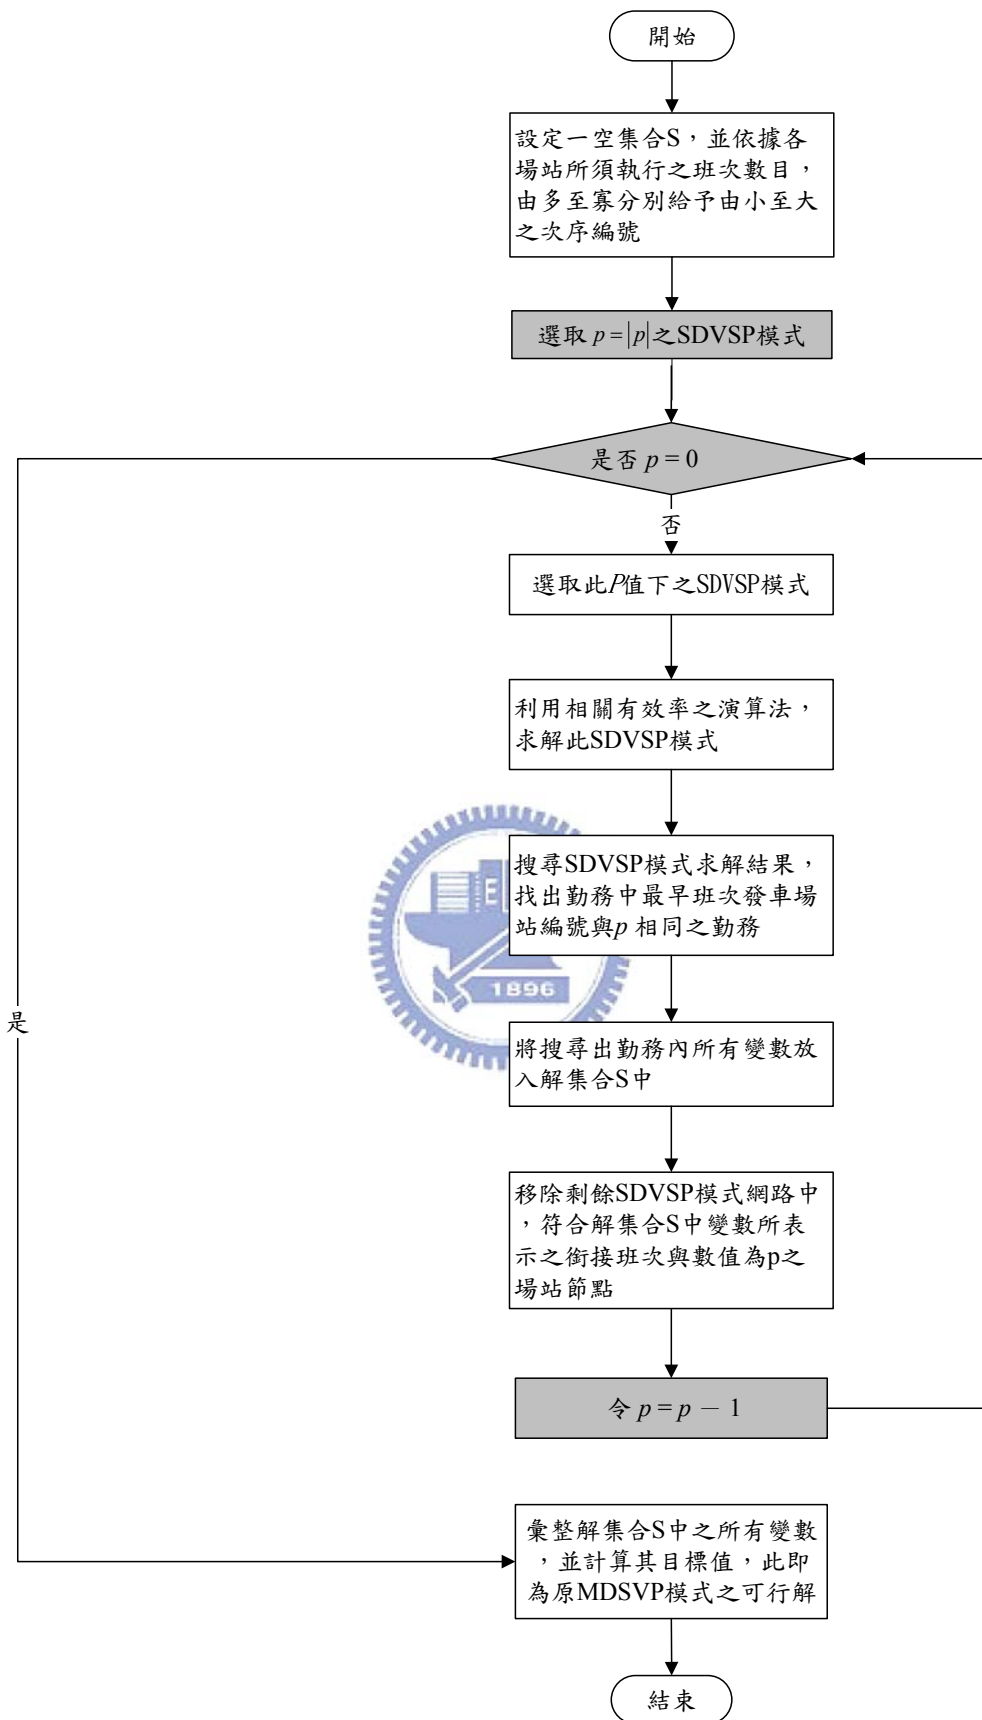 開始
設定一空集合S，並依據各
場站所須執行之班次數目，
由多至寡分別給予由小至大
之次序編號
選取 p = |p| 之SDVSP模式
是否 p = 0
否
選取此P值下之SDVSP模式
利用相關有效率之演算法，
求解此SDVSP模式
搜尋SDVSP模式求解結果，
找出勤務中最早班次發車場
站編號與p 相同之勤務
1896
是
將搜尋出勤務內所有變數放
入解集合S中
移除剩餘SDVSP模式網路中
，符合解集合S中變數所表
示之銜接班次與數值為p之
場站節點
令 p = p － 1
彙整解集合S中之所有變數
，並計算其目標值，此即
為原MDSVP模式之可行解
結束